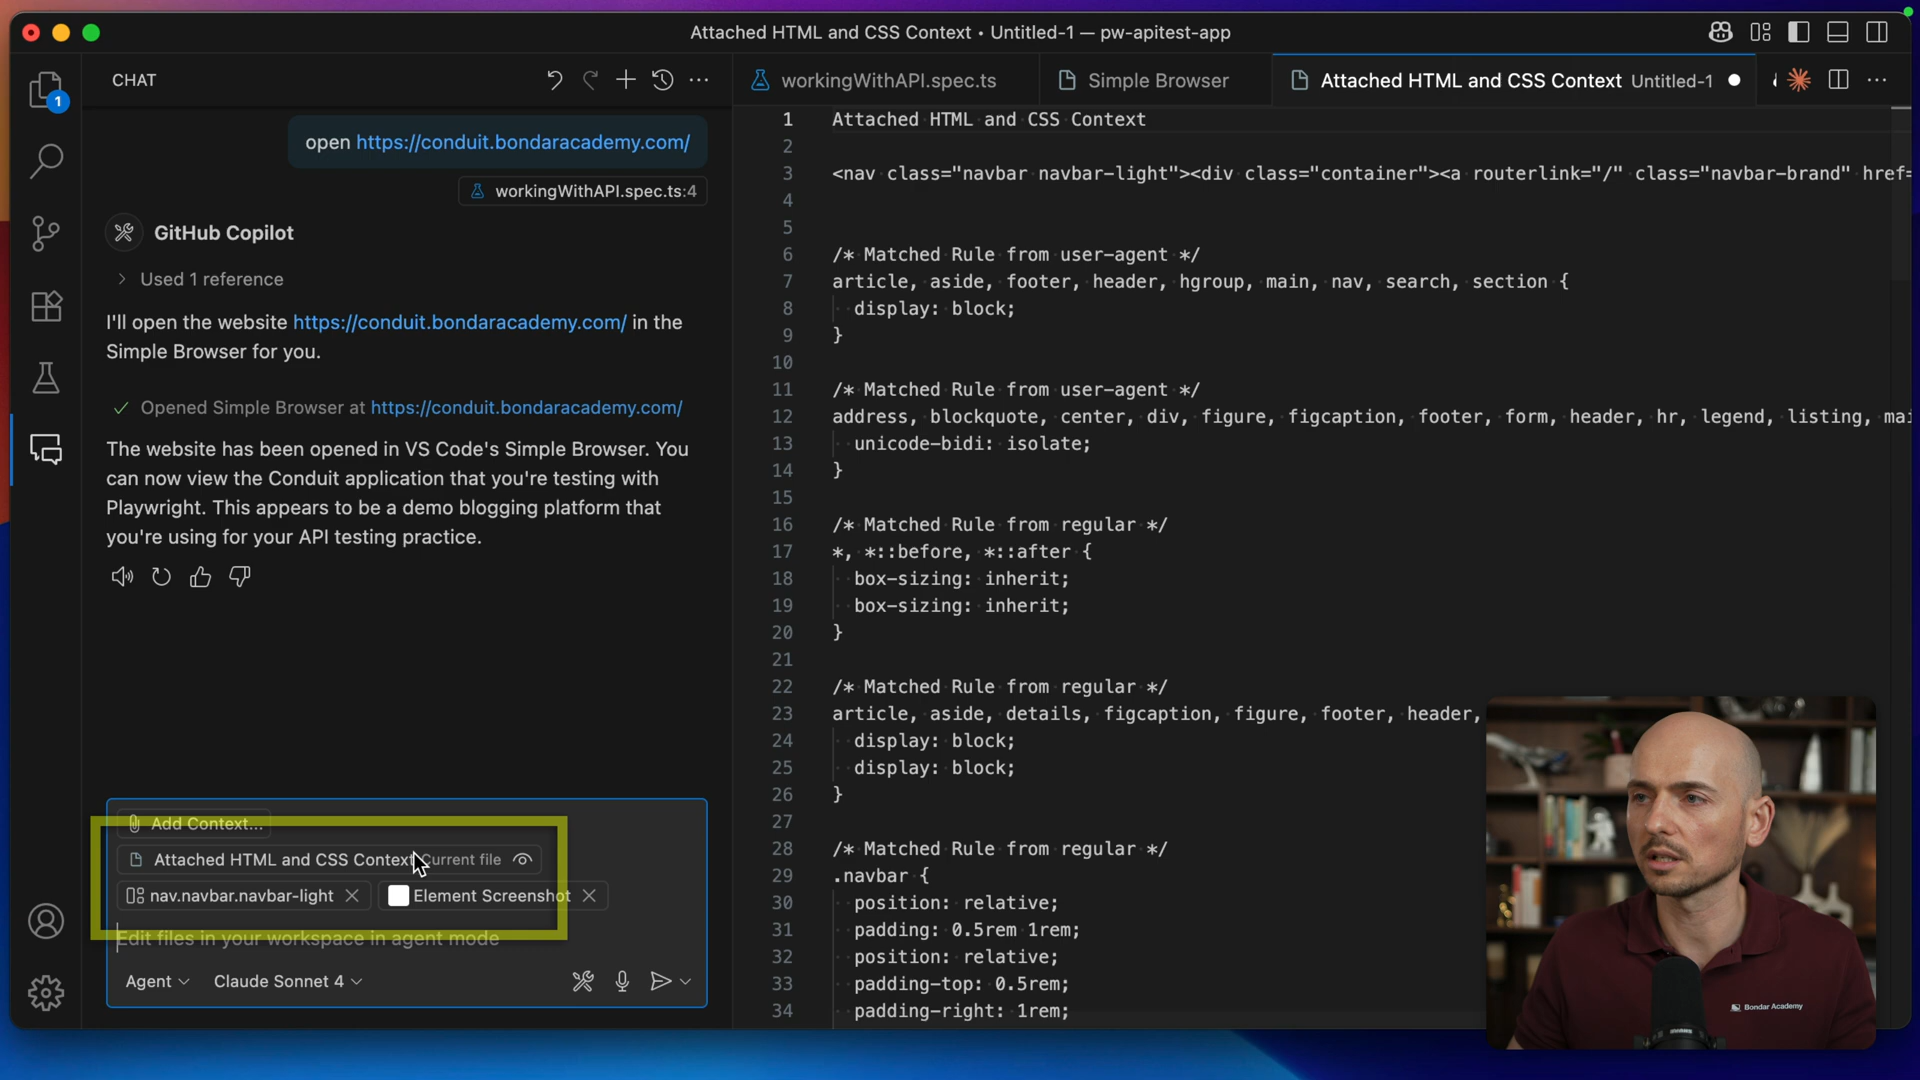 Attached HTML and CSS Context • Untitled-1 — pw-apitest-app
1
CHAT
open https://conduit.bondaracademy.com/
workingWithAPI.spec.ts:4
GitHub Copilot
Used 1 reference
I'll open the website https://conduit.bondaracademy.com/ in the
Simple Browser for you.
Opened Simple Browser at https://conduit.bondaracademy.com/
The website has been opened in VS Code's Simple Browser. You
can now view the Conduit application that you're testing with
Playwright. This appears to be a demo blogging platform that
you're using for your API testing practice.
Add Context...
Attached HTML and CSS Context Current file
nav.navbar.navbar-light
Element Screenshot
Edit files in your workspace in agent mode
Agent
Claude Sonnet 4
workingWithAPI.spec.ts
Simple Browser
Attached HTML and CSS Context Untitled-1
1 Attached HTML and CSS Context
2
3 <nav class="navbar navbar-light"><div class="container"><a routerlink="/" class="navbar-brand" href=
4
5
6 /* Matched Rule from user-agent */
7 article, aside, footer, header, hgroup, main, nav, search, section {
8 display: block;
9 }
10
11 /* Matched Rule from user-agent */
12 address, blockquote, center, div, figure, figcaption, footer, form, header, hr, legend, listing, mai
13 unicode-bidi: isolate;
14 }
15
16 /* Matched Rule from regular */
17 *, *::before, *::after {
18 box-sizing: inherit;
19 box-sizing: inherit;
20 }
21
22 /* Matched Rule from regular */
23 article, aside, details, figcaption, figure, footer, header,
24 display: block;
25 display: block;
26 }
27
28 /* Matched Rule from regular */
29 .navbar {
30 position: relative;
31 padding: 0.5rem 1rem;
32 position: relative;
33 padding-top: 0.5rem;
34 padding-right: 1rem;
Bondar Academy